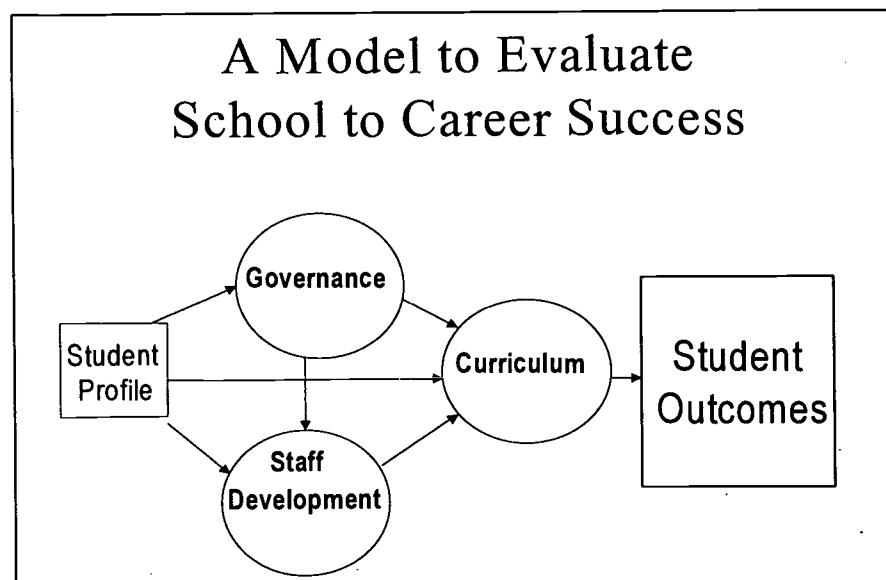 A Model to Evaluate
School to Career Success
Governance
Student
Profile
Curriculum
Student
Outcomes
Staff
Development